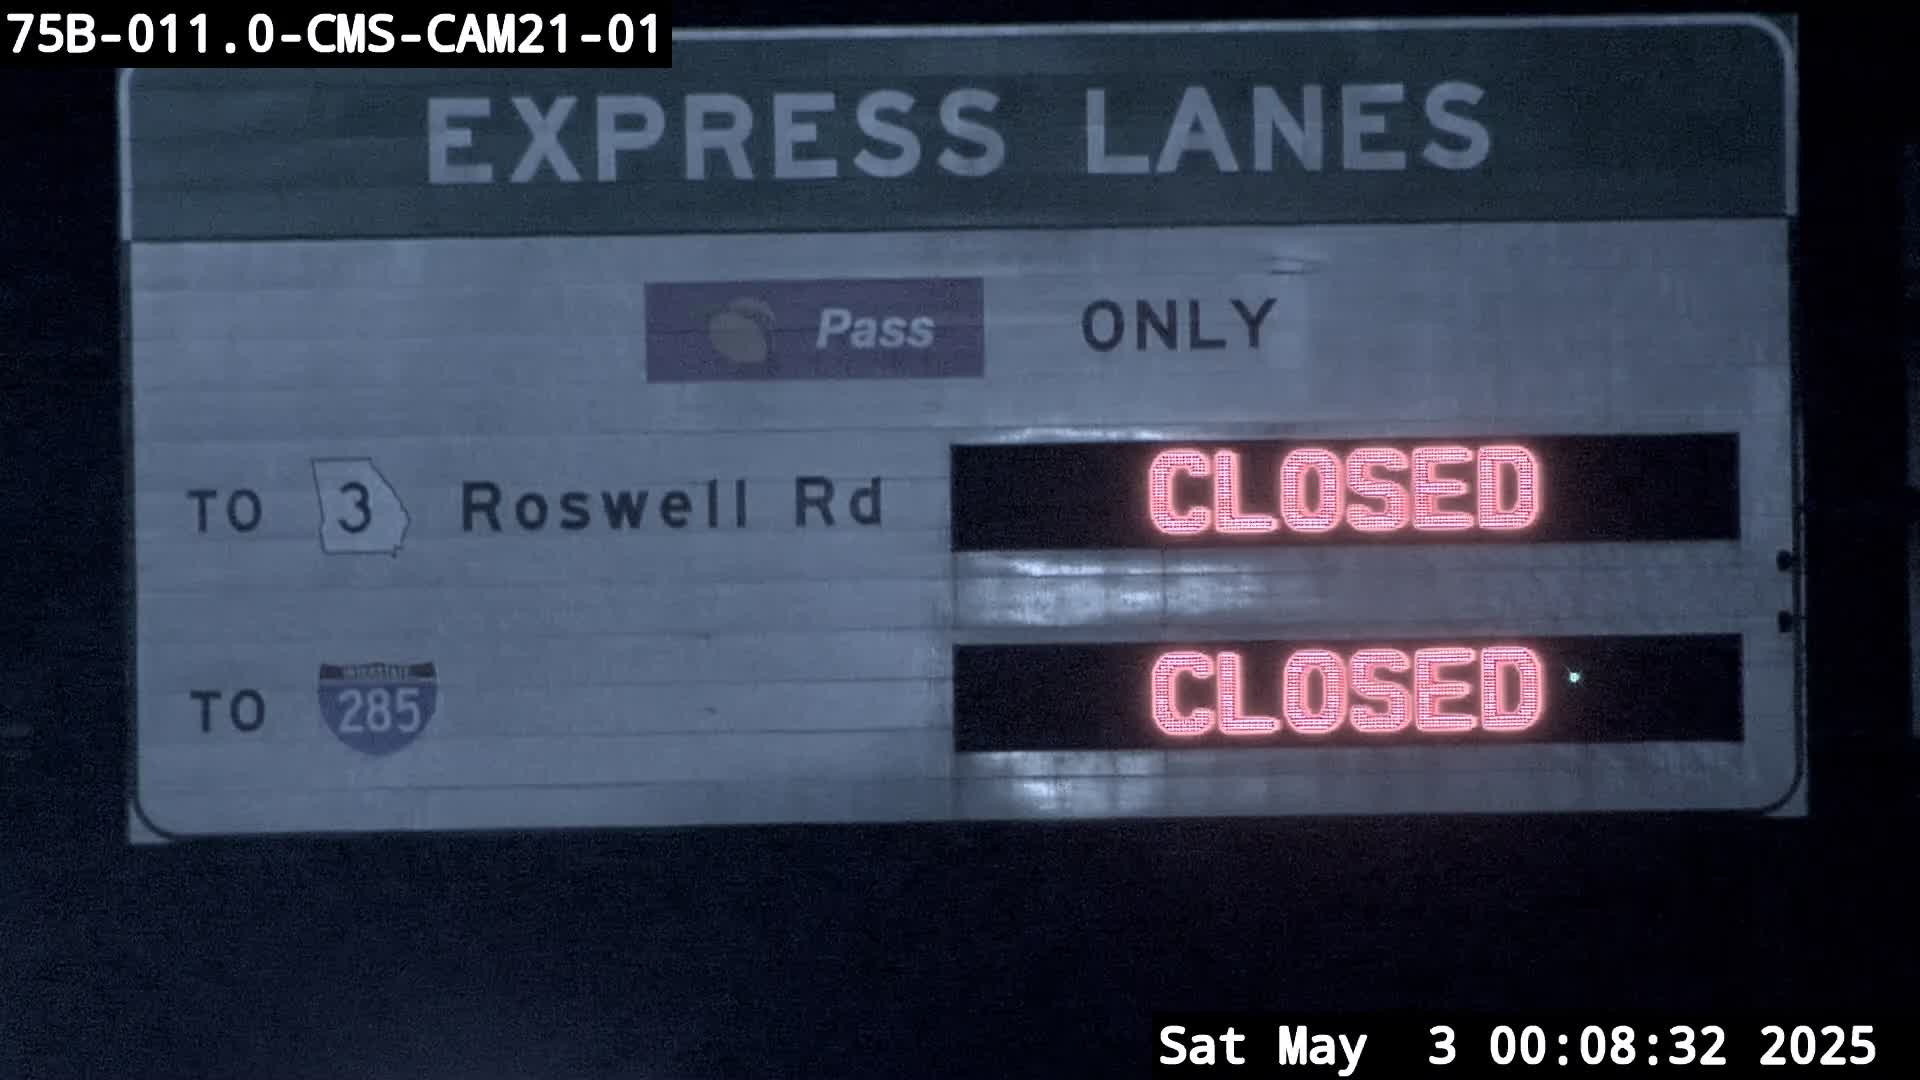 75B-011.0-CMS-CAM21-01
EXPRESS LANES
Pass ONLY
TO 3 Roswell Rd CLOSED
INTERSTATE
TO 285 CLOSED
Sat May 3 00:08:32 2025